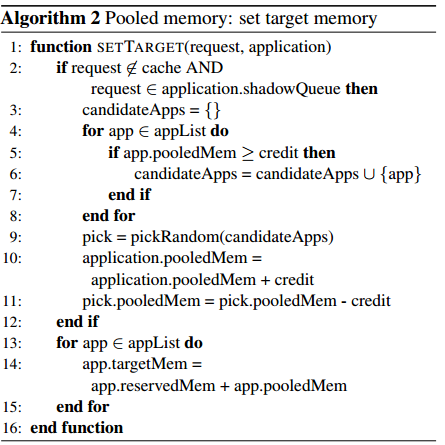 Algorithm 2 Pooled memory: set target memory
1: function SETTARGET(request, application)
2: if request ∉ cache AND
request ∈ application.shadowQueue then
3: candidateApps = {}
4: for app ∈ appList do
5: if app.pooledMem ≥ credit then
6: candidateApps = candidateApps ∪ {app}
7: end if
8: end for
9: pick = pickRandom(candidateApps)
10: application.pooledMem =
application.pooledMem + credit
11: pick.pooledMem = pick.pooledMem - credit
12: end if
13: for app ∈ appList do
14: app.targetMem =
app.reservedMem + app.pooledMem
15: end for
16: end function